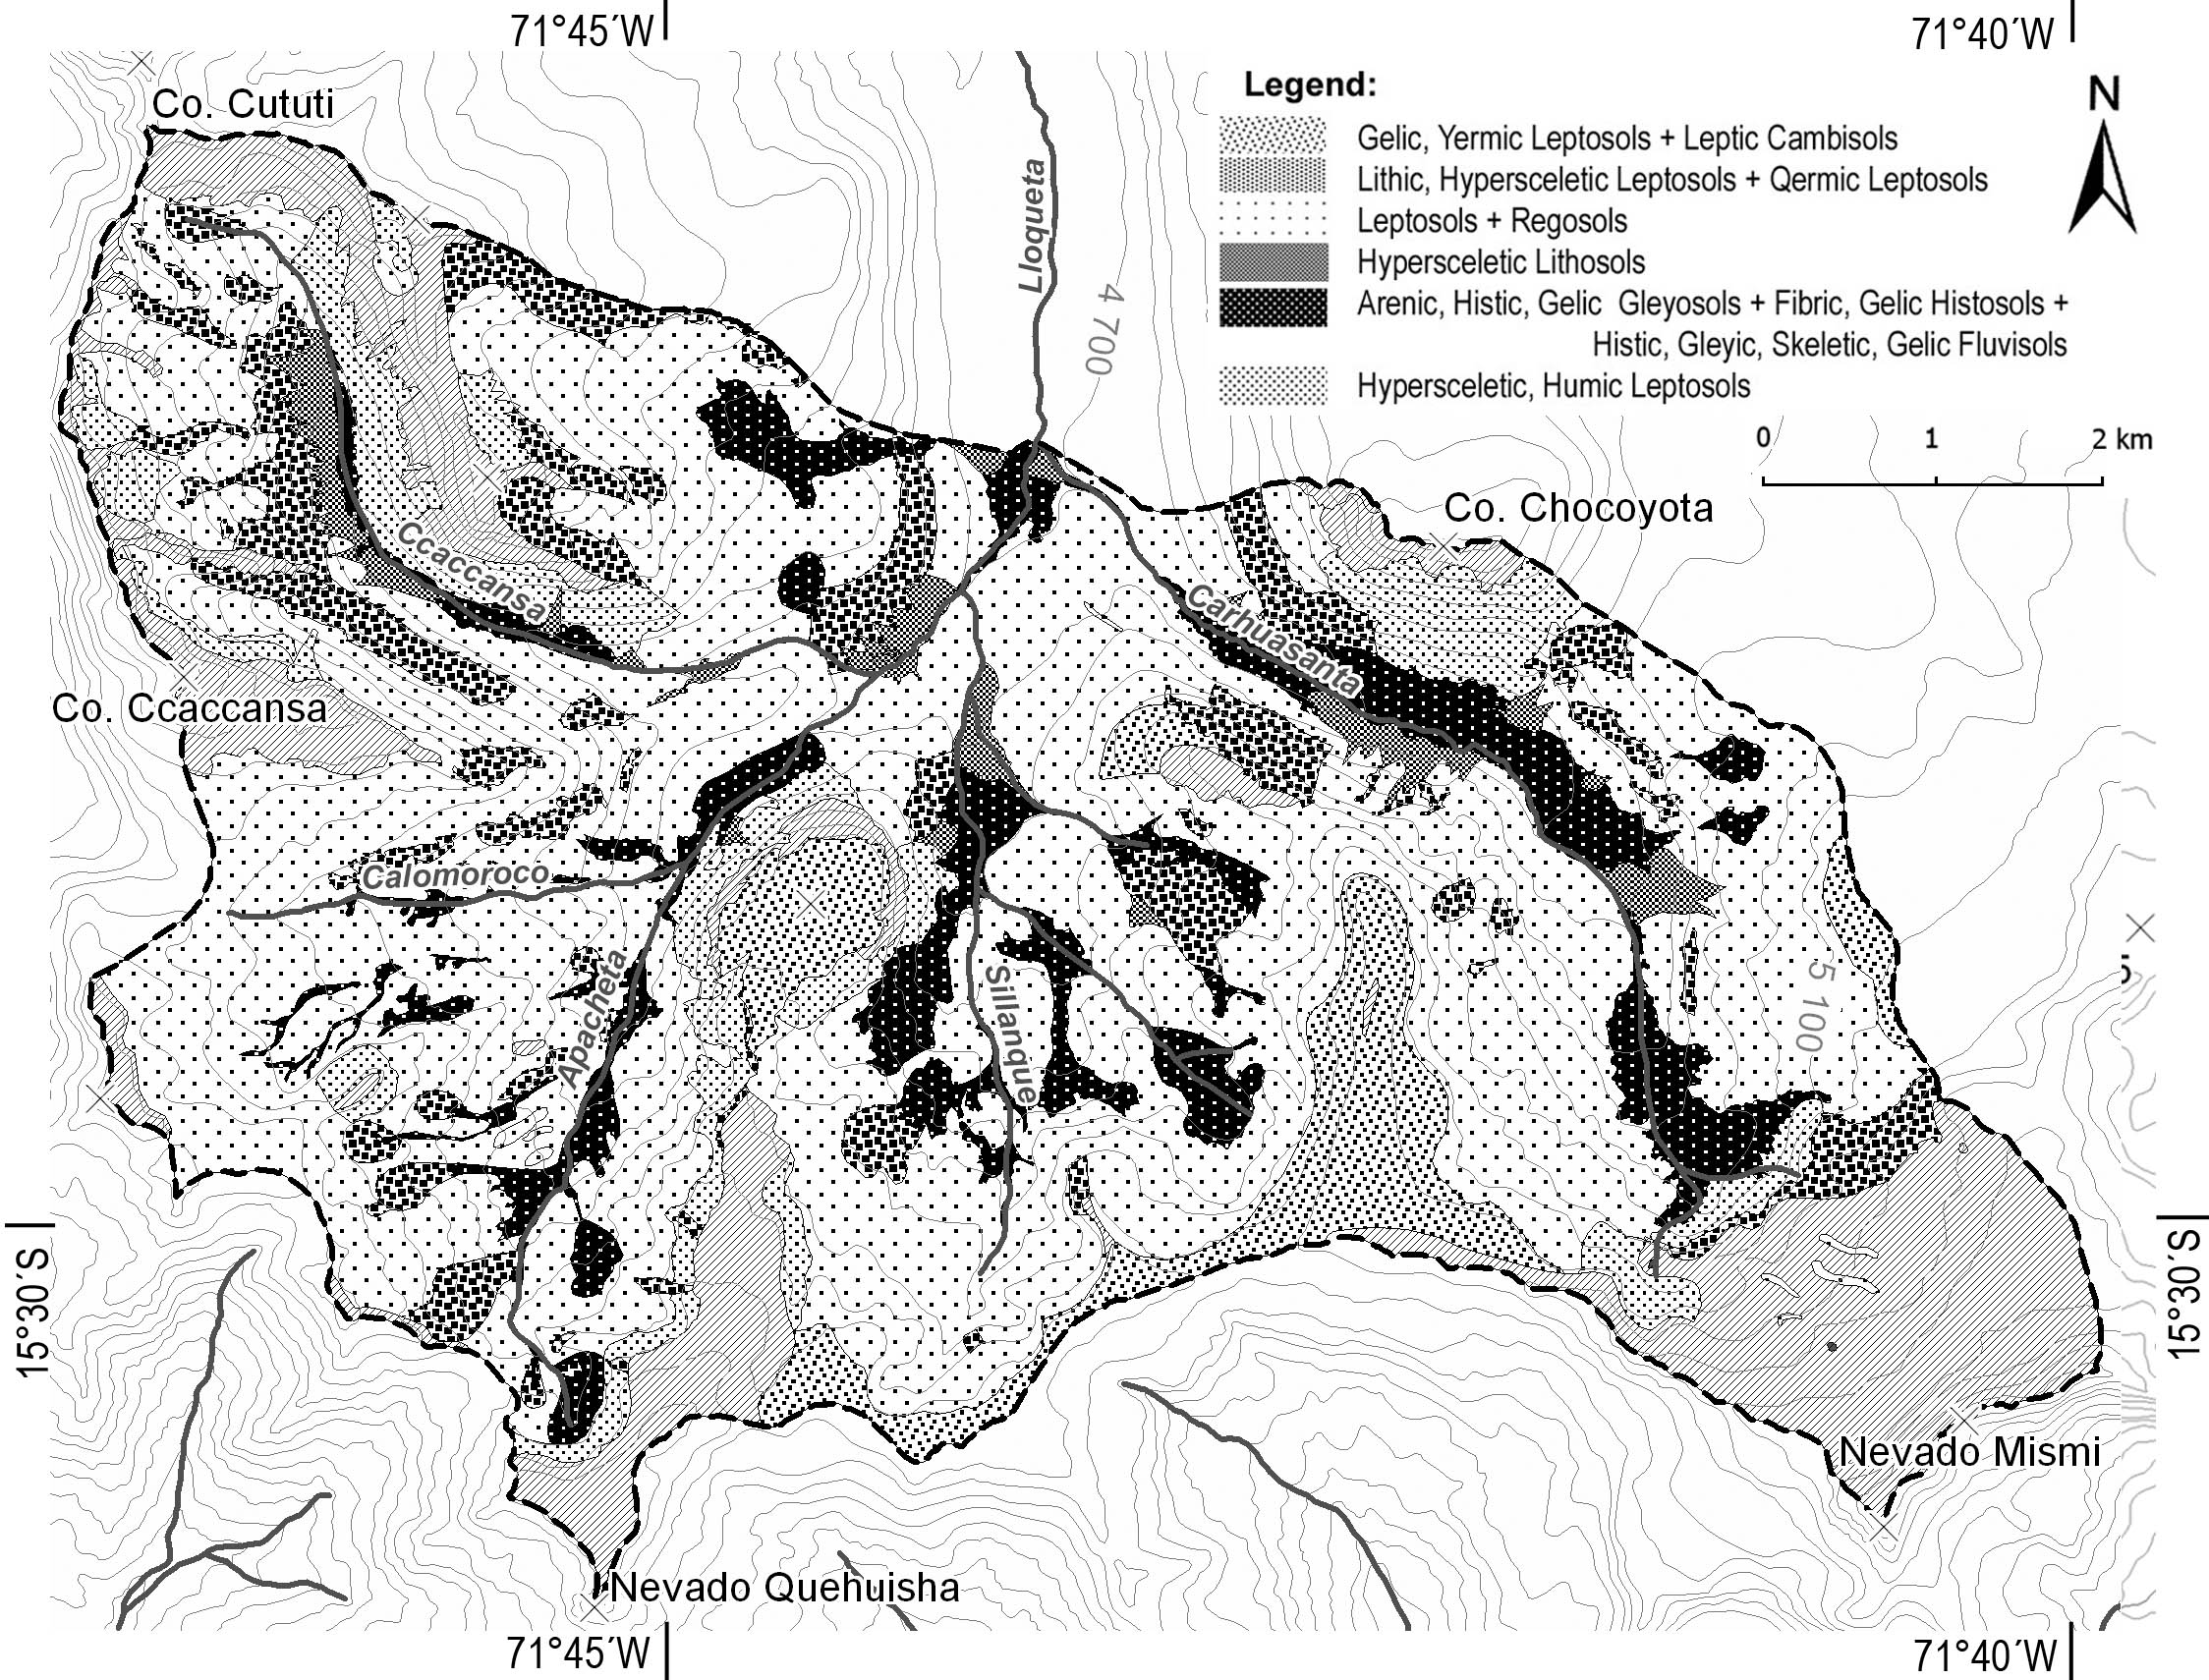 71°45´W
71°40´W
Co. Cututi
Legend:
N
Gelic, Yermic Leptosols + Leptic Cambisols
Lithic, Hypersceletic Leptosols + Qermic Leptosols
Leptosols + Regosols
Hypersceletic Lithosols
Arenic, Histic, Gelic Gleyosols + Fibric, Gelic Histosols +
Histic, Gleyic, Skeletic, Gelic Fluvisols
Hypersceletic, Humic Leptosols
Lloqueta
4 700
0 1 2 km
Co. Chocoyota
Ccaccansa
Carhuasanta
Co. Ccaccansa
Calomoroco
Apacheta
Sillanque
5 100
15°30´S
15°30´S
Nevado Mismi
Nevado Quehuisha
71°45´W
71°40´W